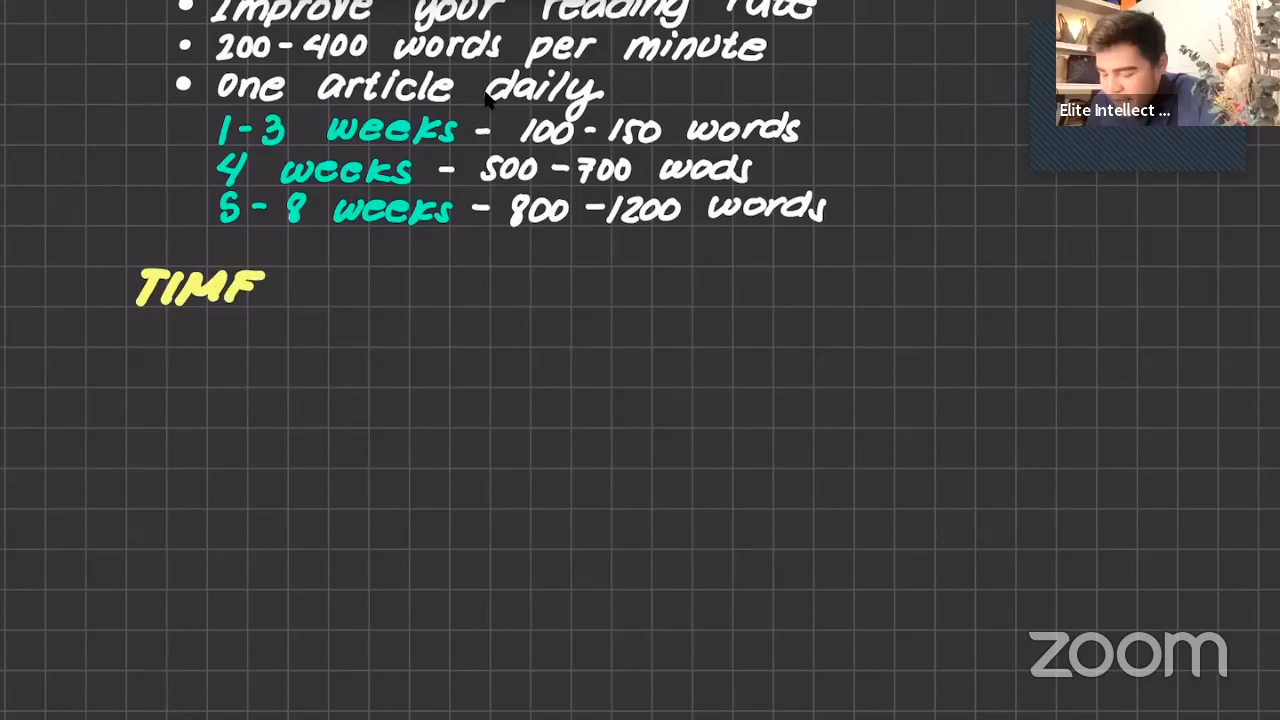 • Improve your reading rate
• 200-400 words per minute
• One article daily
1-3 weeks - 100-150 words
4 weeks - 500-700 wods
5-8 weeks - 800-1200 words
TIMF
Elite Intellect ...
zoom